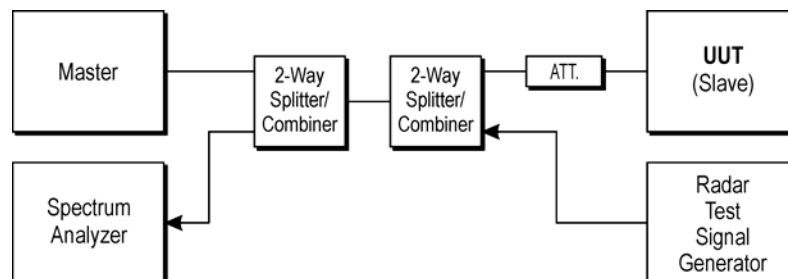 Master
2-Way
Splitter/
Combiner
2-Way
Splitter/
Combiner
ATT.
UUT
(Slave)
Spectrum
Analyzer
Radar
Test
Signal
Generator